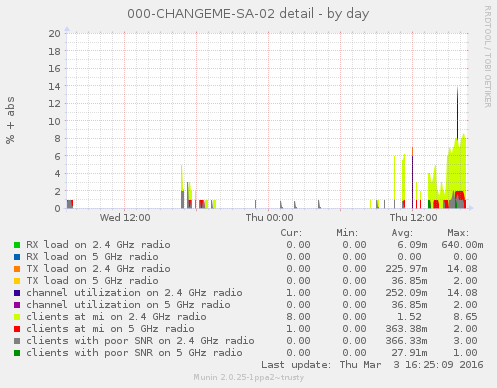 000-CHANGEME-SA-02 detail - by day
RRDTOOL / TOBI OETIKER
% + abs
20
18
16
14
12
10
8
6
4
2
0
Wed 12:00 Thu 00:00 Thu 12:00
Cur: Min: Avg: Max:
RX load on 2.4 GHz radio 0.00 0.00 6.09m 640.00m
RX load on 5 GHz radio 0.00 0.00 0.00 0.00
TX load on 2.4 GHz radio 0.00 0.00 225.97m 14.08
TX load on 5 GHz radio 0.00 0.00 36.85m 2.00
channel utilization on 2.4 GHz radio 1.00 0.00 252.09m 14.08
channel utilization on 5 GHz radio 0.00 0.00 36.85m 2.00
clients at mi on 2.4 GHz radio 8.00 0.00 1.52 8.65
clients at mi on 5 GHz radio 1.00 0.00 363.38m 2.00
clients with poor SNR on 2.4 GHz radio 0.00 0.00 366.33m 3.00
clients with poor SNR on 5 GHz radio 0.00 0.00 27.91m 1.00
Last update: Thu Mar 3 16:25:09 2016
Munin 2.0.25-1ppa2~trusty